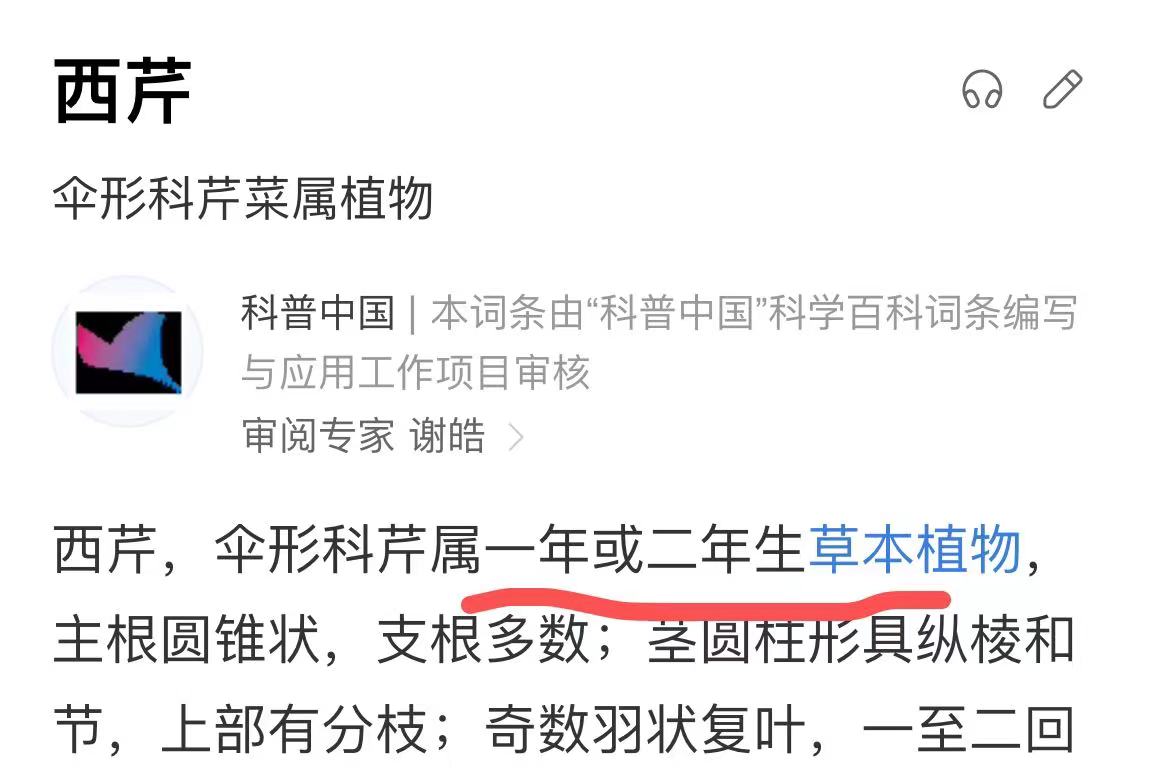 西芹
伞形科芹菜属植物
科普中国 | 本词条由“科普中国”科学百科词条编写
与应用工作项目审核
审阅专家 谢皓
西芹，伞形科芹属一年或二年生草本植物，
主根圆锥状，支根多数；茎圆柱形具纵棱和
节，上部有分枝；奇数羽状复叶，一至二回